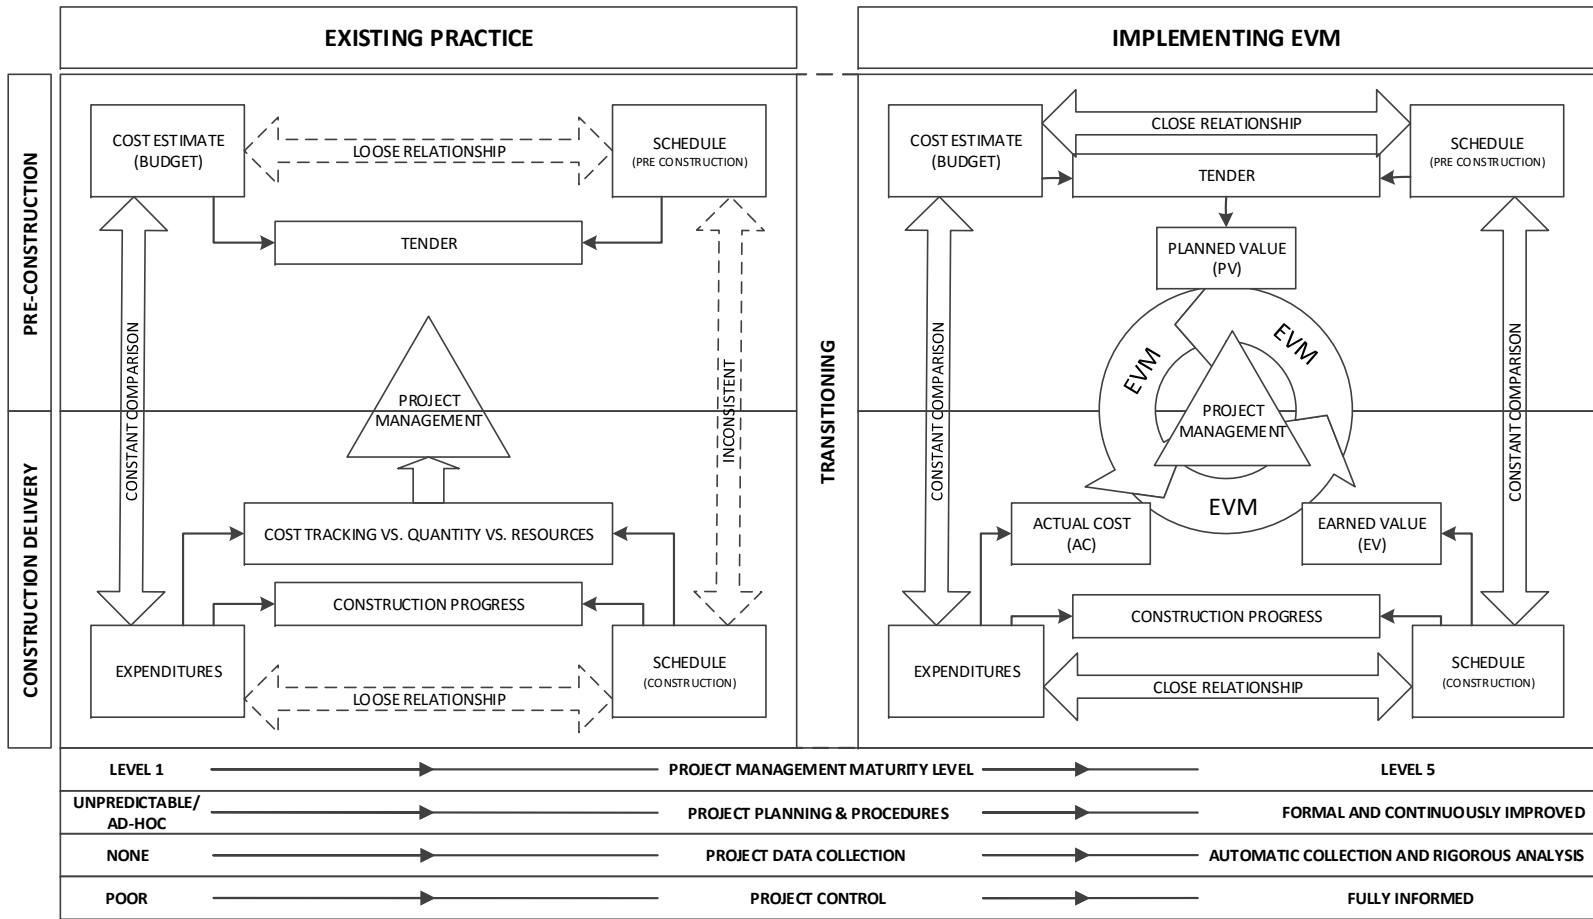 EXISTING PRACTICE
IMPLEMENTING EVM
PRE-CONSTRUCTION
COST ESTIMATE
(BUDGET)
LOOSE RELATIONSHIP
SCHEDULE
(PRE CONSTRUCTION)
TENDER
CONSTANT COMPARISON
INCONSISTENT
PROJECT
MANAGEMENT
CONSTRUCTION DELIVERY
COST TRACKING VS. QUANTITY VS. RESOURCES
CONSTRUCTION PROGRESS
EXPENDITURES
LOOSE RELATIONSHIP
SCHEDULE
(CONSTRUCTION)
TRANSITIONING
COST ESTIMATE
(BUDGET)
CLOSE RELATIONSHIP
SCHEDULE
(PRE CONSTRUCTION)
TENDER
PLANNED VALUE
(PV)
CONSTANT COMPARISON
EVM
EVM
CONSTANT COMPARISON
PROJECT
MANAGEMENT
EVM
ACTUAL COST
(AC)
EARNED VALUE
(EV)
CONSTRUCTION PROGRESS
EXPENDITURES
CLOSE RELATIONSHIP
SCHEDULE
(CONSTRUCTION)
LEVEL 1 PROJECT MANAGEMENT MATURITY LEVEL LEVEL 5
UNPREDICTABLE/
AD-HOC
PROJECT PLANNING & PROCEDURES FORMAL AND CONTINUOUSLY IMPROVED
NONE PROJECT DATA COLLECTION AUTOMATIC COLLECTION AND RIGOROUS ANALYSIS
POOR PROJECT CONTROL FULLY INFORMED